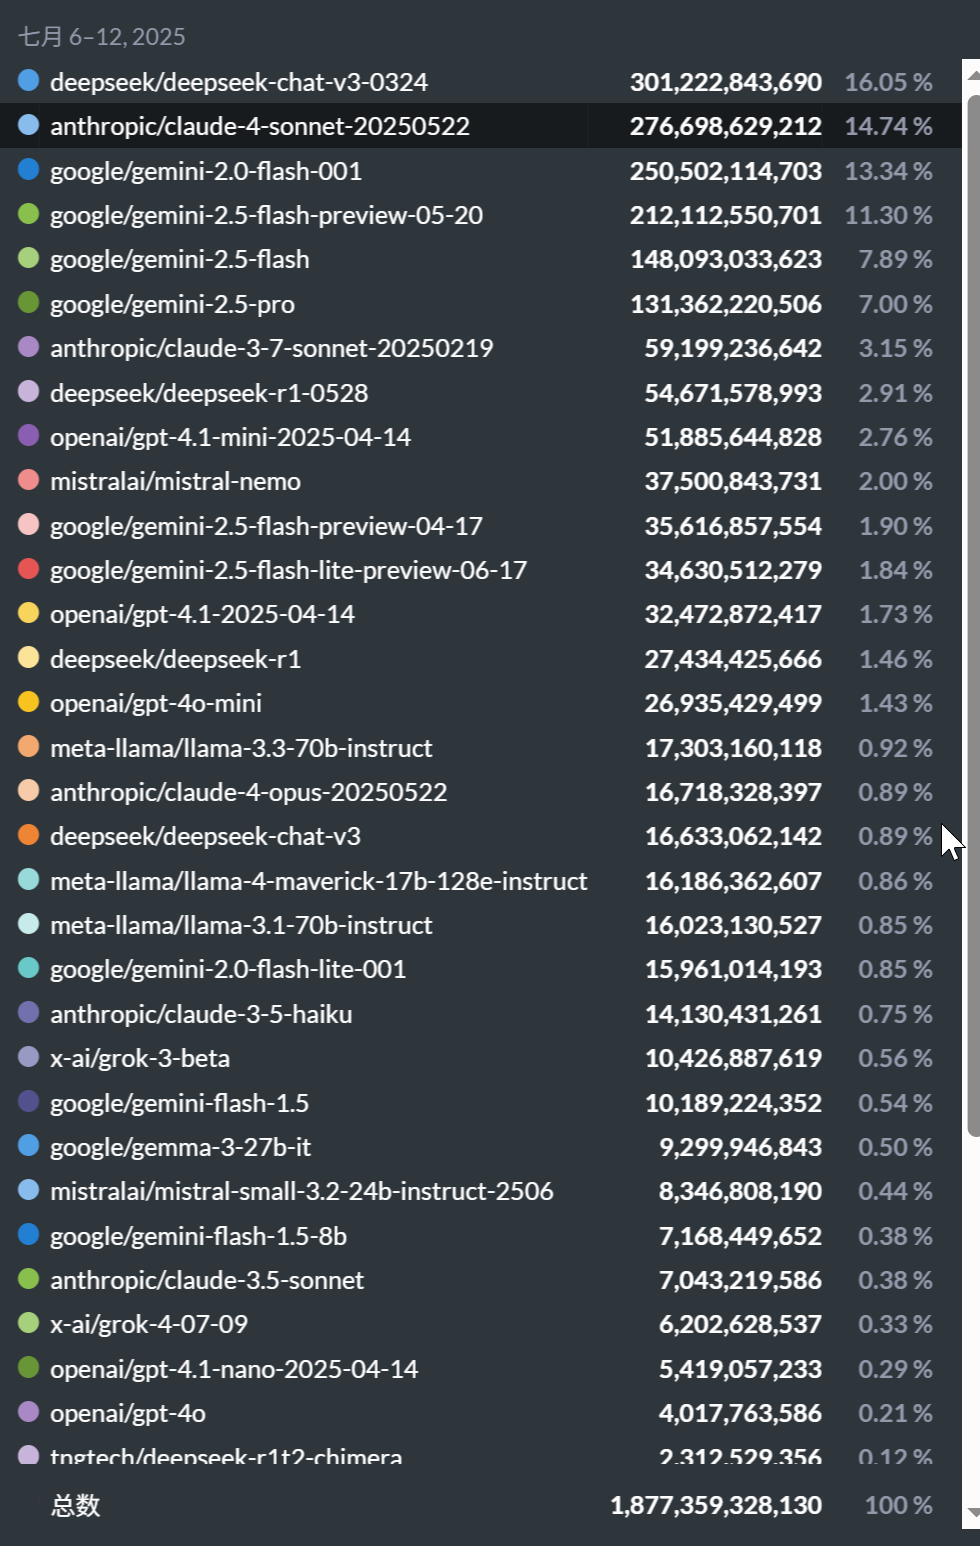 七月 6–12, 2025
deepseek/deepseek-chat-v3-0324 301,222,843,690 16.05 %
anthropic/claude-4-sonnet-20250522 276,698,629,212 14.74 %
google/gemini-2.0-flash-001 250,502,114,703 13.34 %
google/gemini-2.5-flash-preview-05-20 212,112,550,701 11.30 %
google/gemini-2.5-flash 148,093,033,623 7.89 %
google/gemini-2.5-pro 131,362,220,506 7.00 %
anthropic/claude-3-7-sonnet-20250219 59,199,236,642 3.15 %
deepseek/deepseek-r1-0528 54,671,578,993 2.91 %
openai/gpt-4.1-mini-2025-04-14 51,885,644,828 2.76 %
mistralai/mistral-nemo 37,500,843,731 2.00 %
google/gemini-2.5-flash-preview-04-17 35,616,857,554 1.90 %
google/gemini-2.5-flash-lite-preview-06-17 34,630,512,279 1.84 %
openai/gpt-4.1-2025-04-14 32,472,872,417 1.73 %
deepseek/deepseek-r1 27,434,425,666 1.46 %
openai/gpt-4o-mini 26,935,429,499 1.43 %
meta-llama/llama-3.3-70b-instruct 17,303,160,118 0.92 %
anthropic/claude-4-opus-20250522 16,718,328,397 0.89 %
deepseek/deepseek-chat-v3 16,633,062,142 0.89 %
meta-llama/llama-4-maverick-17b-128e-instruct 16,186,362,607 0.86 %
meta-llama/llama-3.1-70b-instruct 16,023,130,527 0.85 %
google/gemini-2.0-flash-lite-001 15,961,014,193 0.85 %
anthropic/claude-3-5-haiku 14,130,431,261 0.75 %
x-ai/grok-3-beta 10,426,887,619 0.56 %
google/gemini-flash-1.5 10,189,224,352 0.54 %
google/gemma-3-27b-it 9,299,946,843 0.50 %
mistralai/mistral-small-3.2-24b-instruct-2506 8,346,808,190 0.44 %
google/gemini-flash-1.5-8b 7,168,449,652 0.38 %
anthropic/claude-3.5-sonnet 7,043,219,586 0.38 %
x-ai/grok-4-07-09 6,202,628,537 0.33 %
openai/gpt-4.1-nano-2025-04-14 5,419,057,233 0.29 %
openai/gpt-4o 4,017,763,586 0.21 %
tngtech/deepseek-r1t2-chimera 2,312,529,356 0.12 %
总数 1,877,359,328,130 100 %